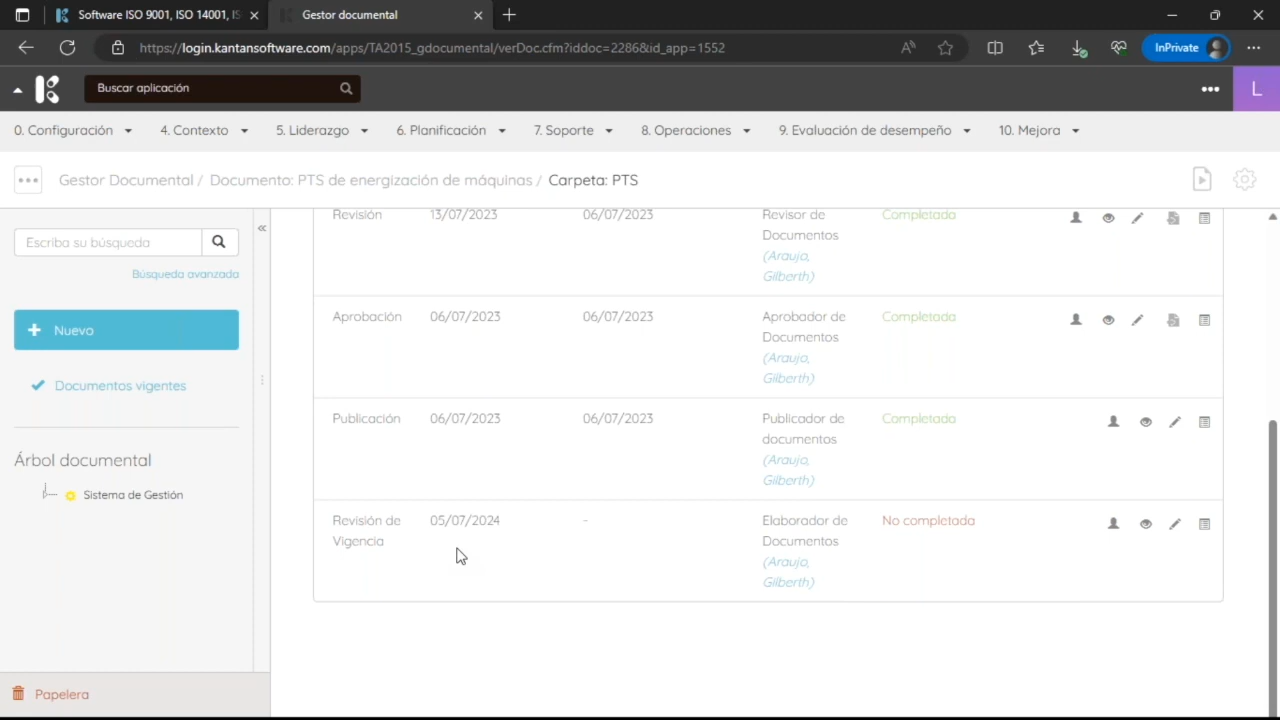 Software ISO 9001, ISO 14001, IS
Gestor documental
https://login.kantansoftware.com/apps/TA2015_gdocumental/verDoc.cfm?iddoc=2286&id_app=1552
InPrivate
Buscar aplicación
L
0. Configuración
4. Contexto
5. Liderazgo
6. Planificación
7. Soporte
8. Operaciones
9. Evaluación de desempeño
10. Mejora
Gestor Documental / Documento: PTS de energización de máquinas / Carpeta: PTS
Escriba su búsqueda
Búsqueda avanzada
+ Nuevo
Documentos vigentes
Árbol documental
Sistema de Gestión
Papelera
Revisión 13/07/2023 06/07/2023 Revisor de Completada
Documentos
(Araujo,
Gilberth)
Aprobación 06/07/2023 06/07/2023 Aprobador de Completada
Documentos
(Araujo,
Gilberth)
Publicación 06/07/2023 06/07/2023 Publicador de Completada
documentos
(Araujo,
Gilberth)
Revisión de 05/07/2024 - Elaborador de No completada
Vigencia Documentos
(Araujo,
Gilberth)